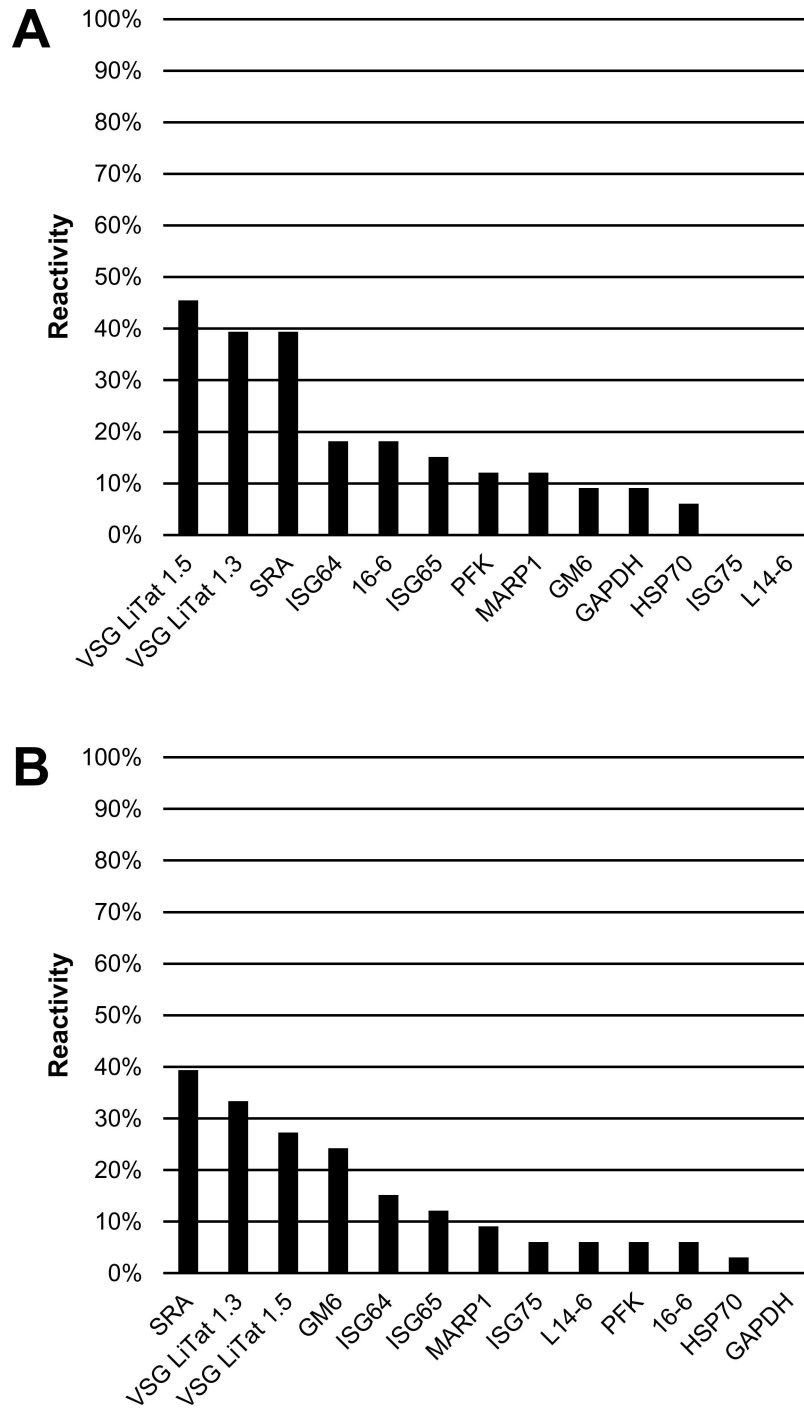 A
100%
90%
80%
70%
60%
50%
40%
30%
20%
10%
0%
Reactivity
VSG LiTat 1.5
VSG LiTat 1.3
SRA
ISG64
16-6
ISG65
PFK
MARP1
GM6
GAPDH
HSP70
ISG75
L14-6
B
100%
90%
80%
70%
60%
50%
40%
30%
20%
10%
0%
Reactivity
SRA
VSG LiTat 1.3
VSG LiTat 1.5
GM6
ISG64
ISG65
MARP1
ISG75
L14-6
PFK
16-6
HSP70
GAPDH